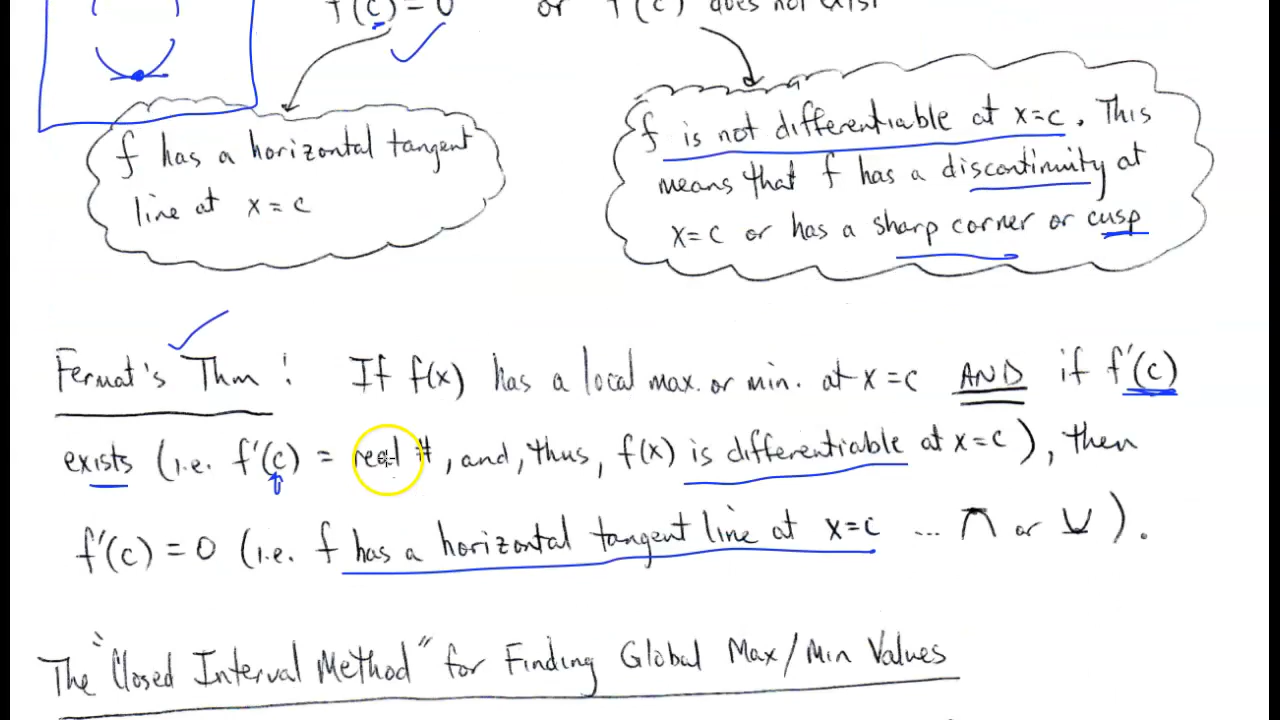 f'(c) = 0 or f'(c) does not exist
f has a horizontal tangent
line at x=c
f is not differentiable at x=c. This
means that f has a discontinuity at
x=c or has a sharp corner or cusp
Fermat's Thm: If f(x) has a local max. or min. at x=c AND if f'(c)
exists (i.e. f'(c) = real #, and, thus, f(x) is differentiable at x=c), then
f'(c) = 0 (i.e. f has a horizontal tangent line at x=c ... ∩ or ∪).
The "Closed Interval Method" for Finding Global Max/Min Values